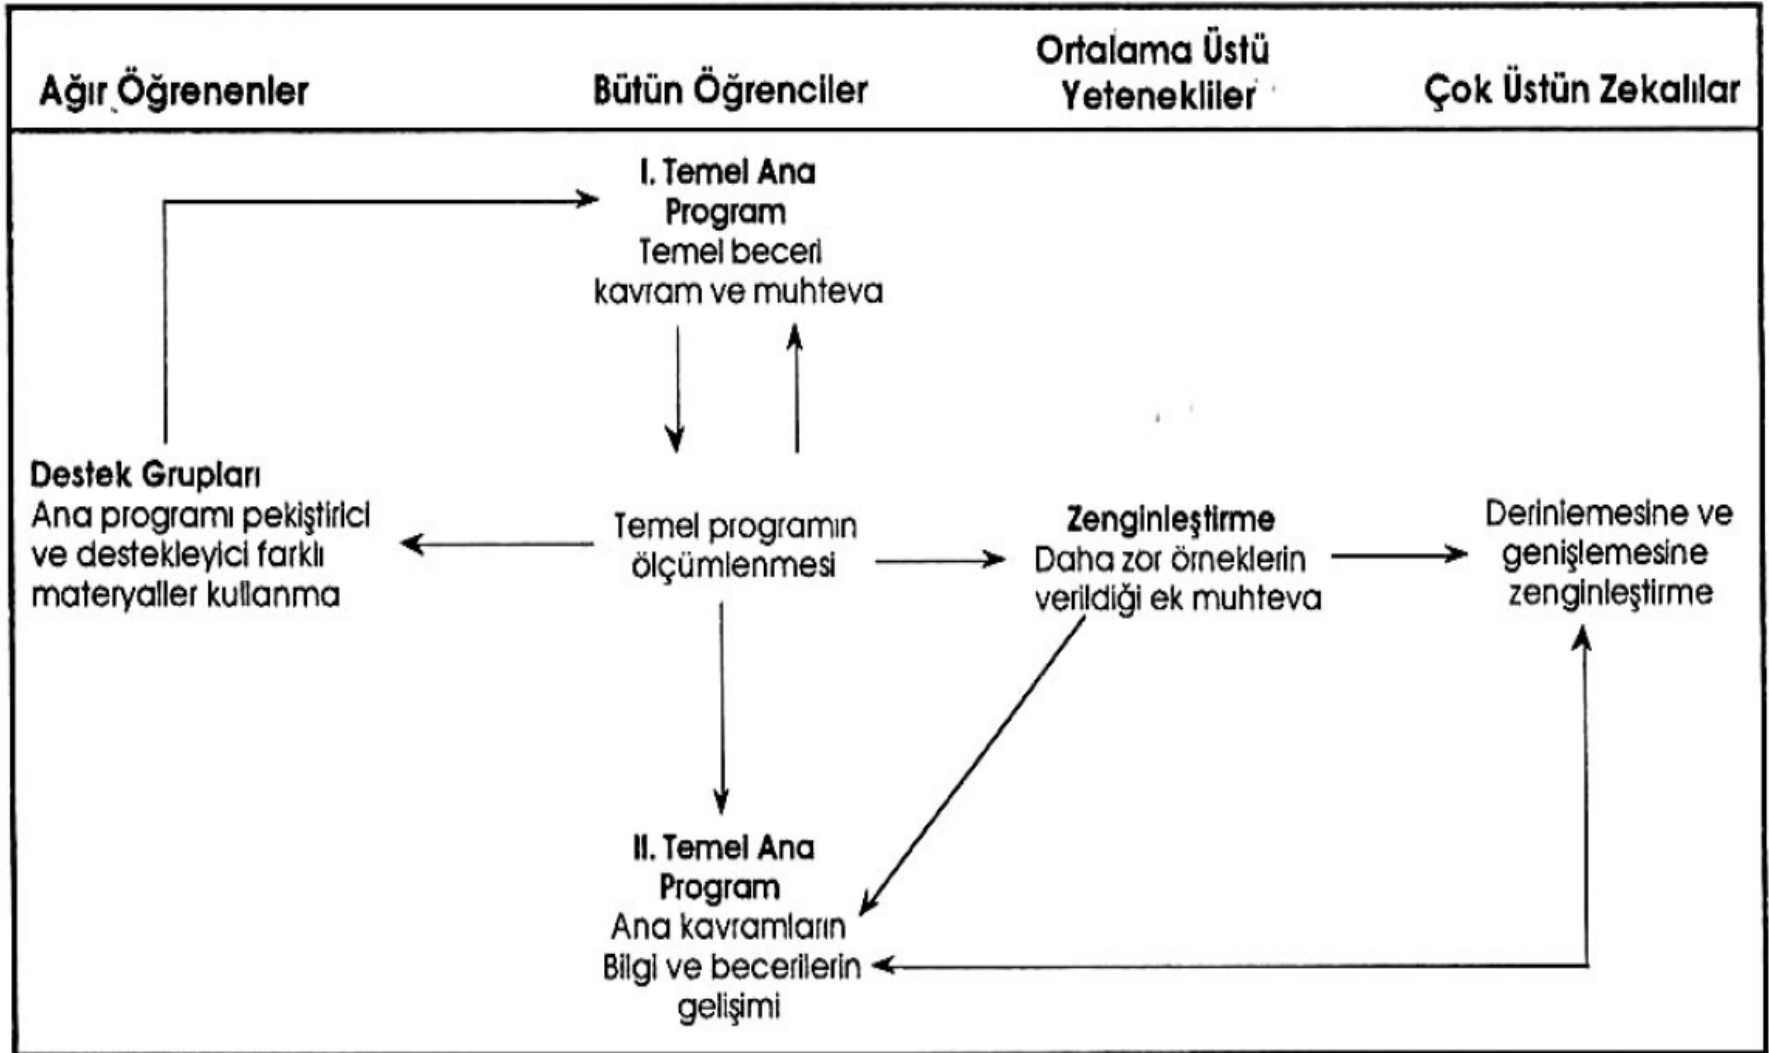 Ağır Öğrenenler
Bütün Öğrenciler
Ortalama Üstü
Yetenekliler
Çok Üstün Zekalılar
I. Temel Ana
Program
Temel beceri
kavram ve muhteva
Destek Grupları
Ana programı pekiştirici
ve destekleyici farklı
materyaller kullanma
Temel programın
ölçümlenmesi
Zenginleştirme
Daha zor örneklerin
verildiği ek muhteva
Derinlemesine ve
genişlemesine
zenginleştirme
II. Temel Ana
Program
Ana kavramların
Bilgi ve becerilerin
gelişimi